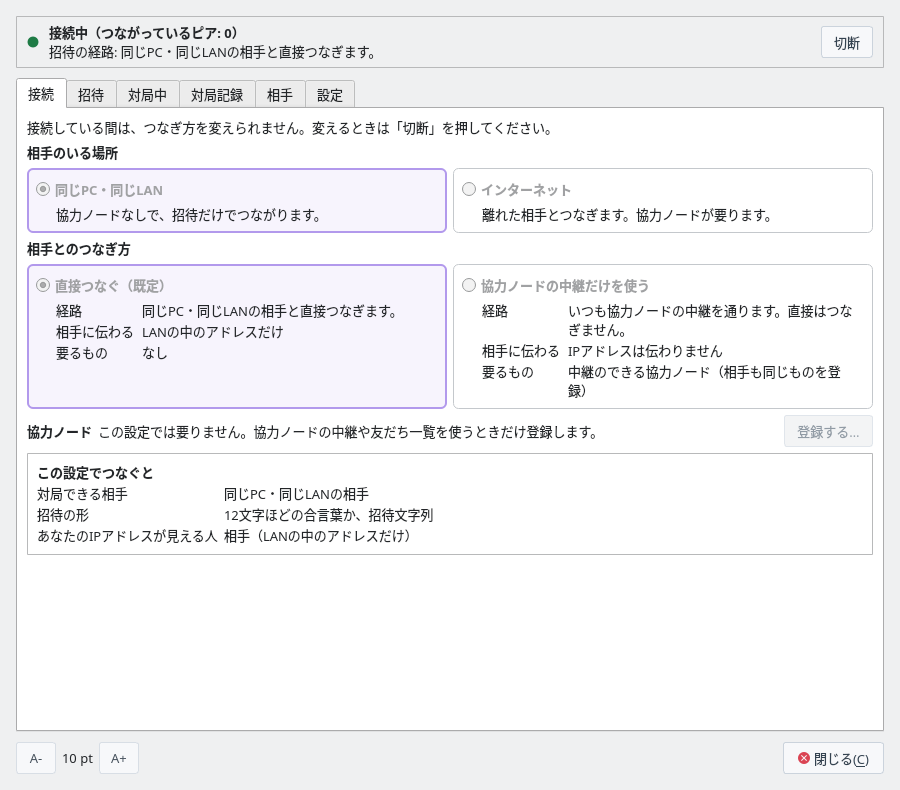 接続中（つながっているピア: 0）
招待の経路: 同じPC・同じLANの相手と直接つなぎます。
切断
接続 招待 対局中 対局記録 相手 設定
接続している間は、つなぎ方を変えられません。変えるときは「切断」を押してください。
相手のいる場所
同じPC・同じLAN
協力ノードなしで、招待だけでつながります。
インターネット
離れた相手とつなぎます。協力ノードが要ります。
相手とのつなぎ方
直接つなぐ（既定）
経路 同じPC・同じLANの相手と直接つなぎます。
相手に伝わる LANの中のアドレスだけ
要るもの なし
協力ノードの中継だけを使う
経路 いつも協力ノードの中継を通ります。直接はつな
ぎません。
相手に伝わる IPアドレスは伝わりません
要るもの 中継のできる協力ノード（相手も同じものを登
録）
協力ノード この設定では要りません。協力ノードの中継や友だち一覧を使うときだけ登録します。
登録する...
この設定でつなぐと
対局できる相手 同じPC・同じLANの相手
招待の形 12文字ほどの合言葉か、招待文字列
あなたのIPアドレスが見える人 相手（LANの中のアドレスだけ）
A- 10 pt A+
閉じる(C)